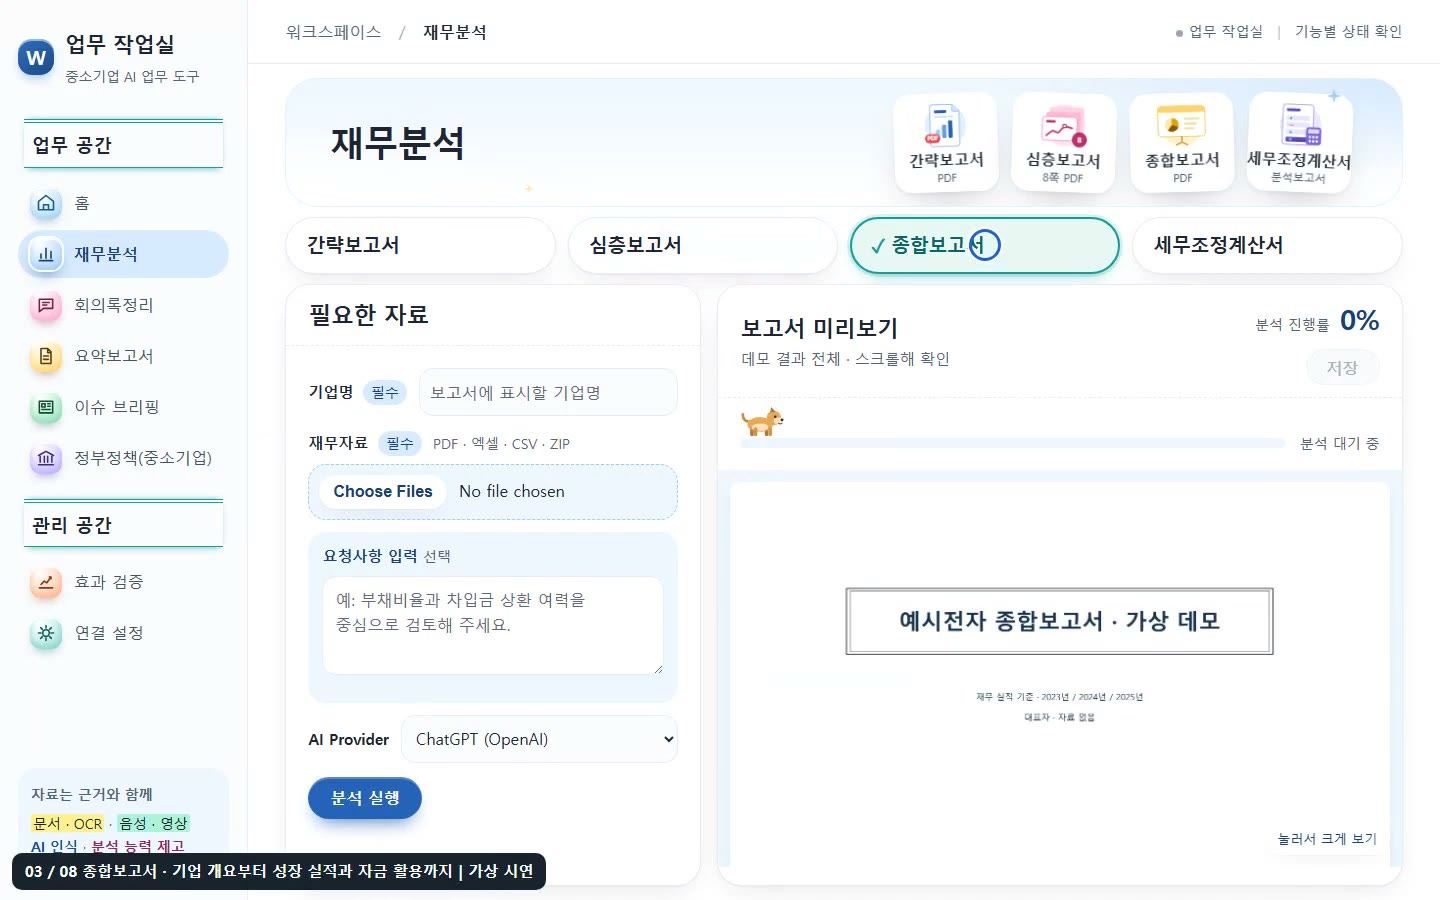 W
업무 작업실
중소기업 AI 업무 도구
업무 공간
홈
재무분석
회의록정리
요약보고서
이슈 브리핑
정부정책(중소기업)
관리 공간
효과 검증
연결 설정
자료는 근거와 함께
문서 · OCR · 음성 · 영상
AI 인식 · 분석 능력 제고
워크스페이스 / 재무분석
업무 작업실 | 기능별 상태 확인
재무분석
PDF
간략보고서
PDF
심층보고서
8쪽 PDF
종합보고서
PDF
세무조정계산서
분석보고서
간략보고서
심층보고서
✓ 종합보고서
세무조정계산서
필요한 자료
기업명 필수 보고서에 표시할 기업명
재무자료 필수 PDF · 엑셀 · CSV · ZIP
Choose Files No file chosen
요청사항 입력 선택
예: 부채비율과 차입금 상환 여력을
중심으로 검토해 주세요.
AI Provider ChatGPT (OpenAI)
분석 실행
보고서 미리보기
데모 결과 전체 · 스크롤해 확인
분석 진행률 0%
저장
분석 대기 중
예시전자 종합보고서 · 가상 데모
재무 실적 기준 · 2023년 / 2024년 / 2025년
대표자 · 자료 없음
눌러서 크게 보기
03 / 08 종합보고서 · 기업 개요부터 성장 실적과 자금 활용까지 | 가상 시연